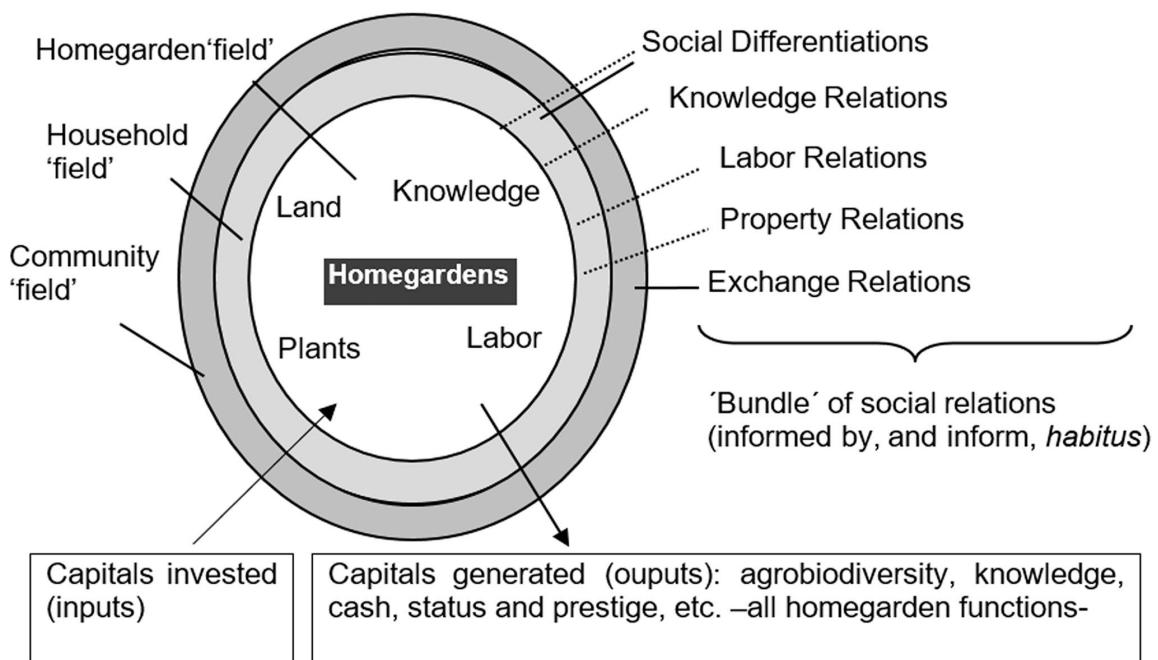 Homegarden‘field’
Household
‘field’
Community
‘field’
Land
Knowledge
Homegardens
Plants
Labor
Social Differentiations
Knowledge Relations
Labor Relations
Property Relations
Exchange Relations
´Bundle´ of social relations
(informed by, and inform, habitus)
Capitals invested
(inputs)
Capitals generated (ouputs): agrobiodiversity, knowledge,
cash, status and prestige, etc. –all homegarden functions-